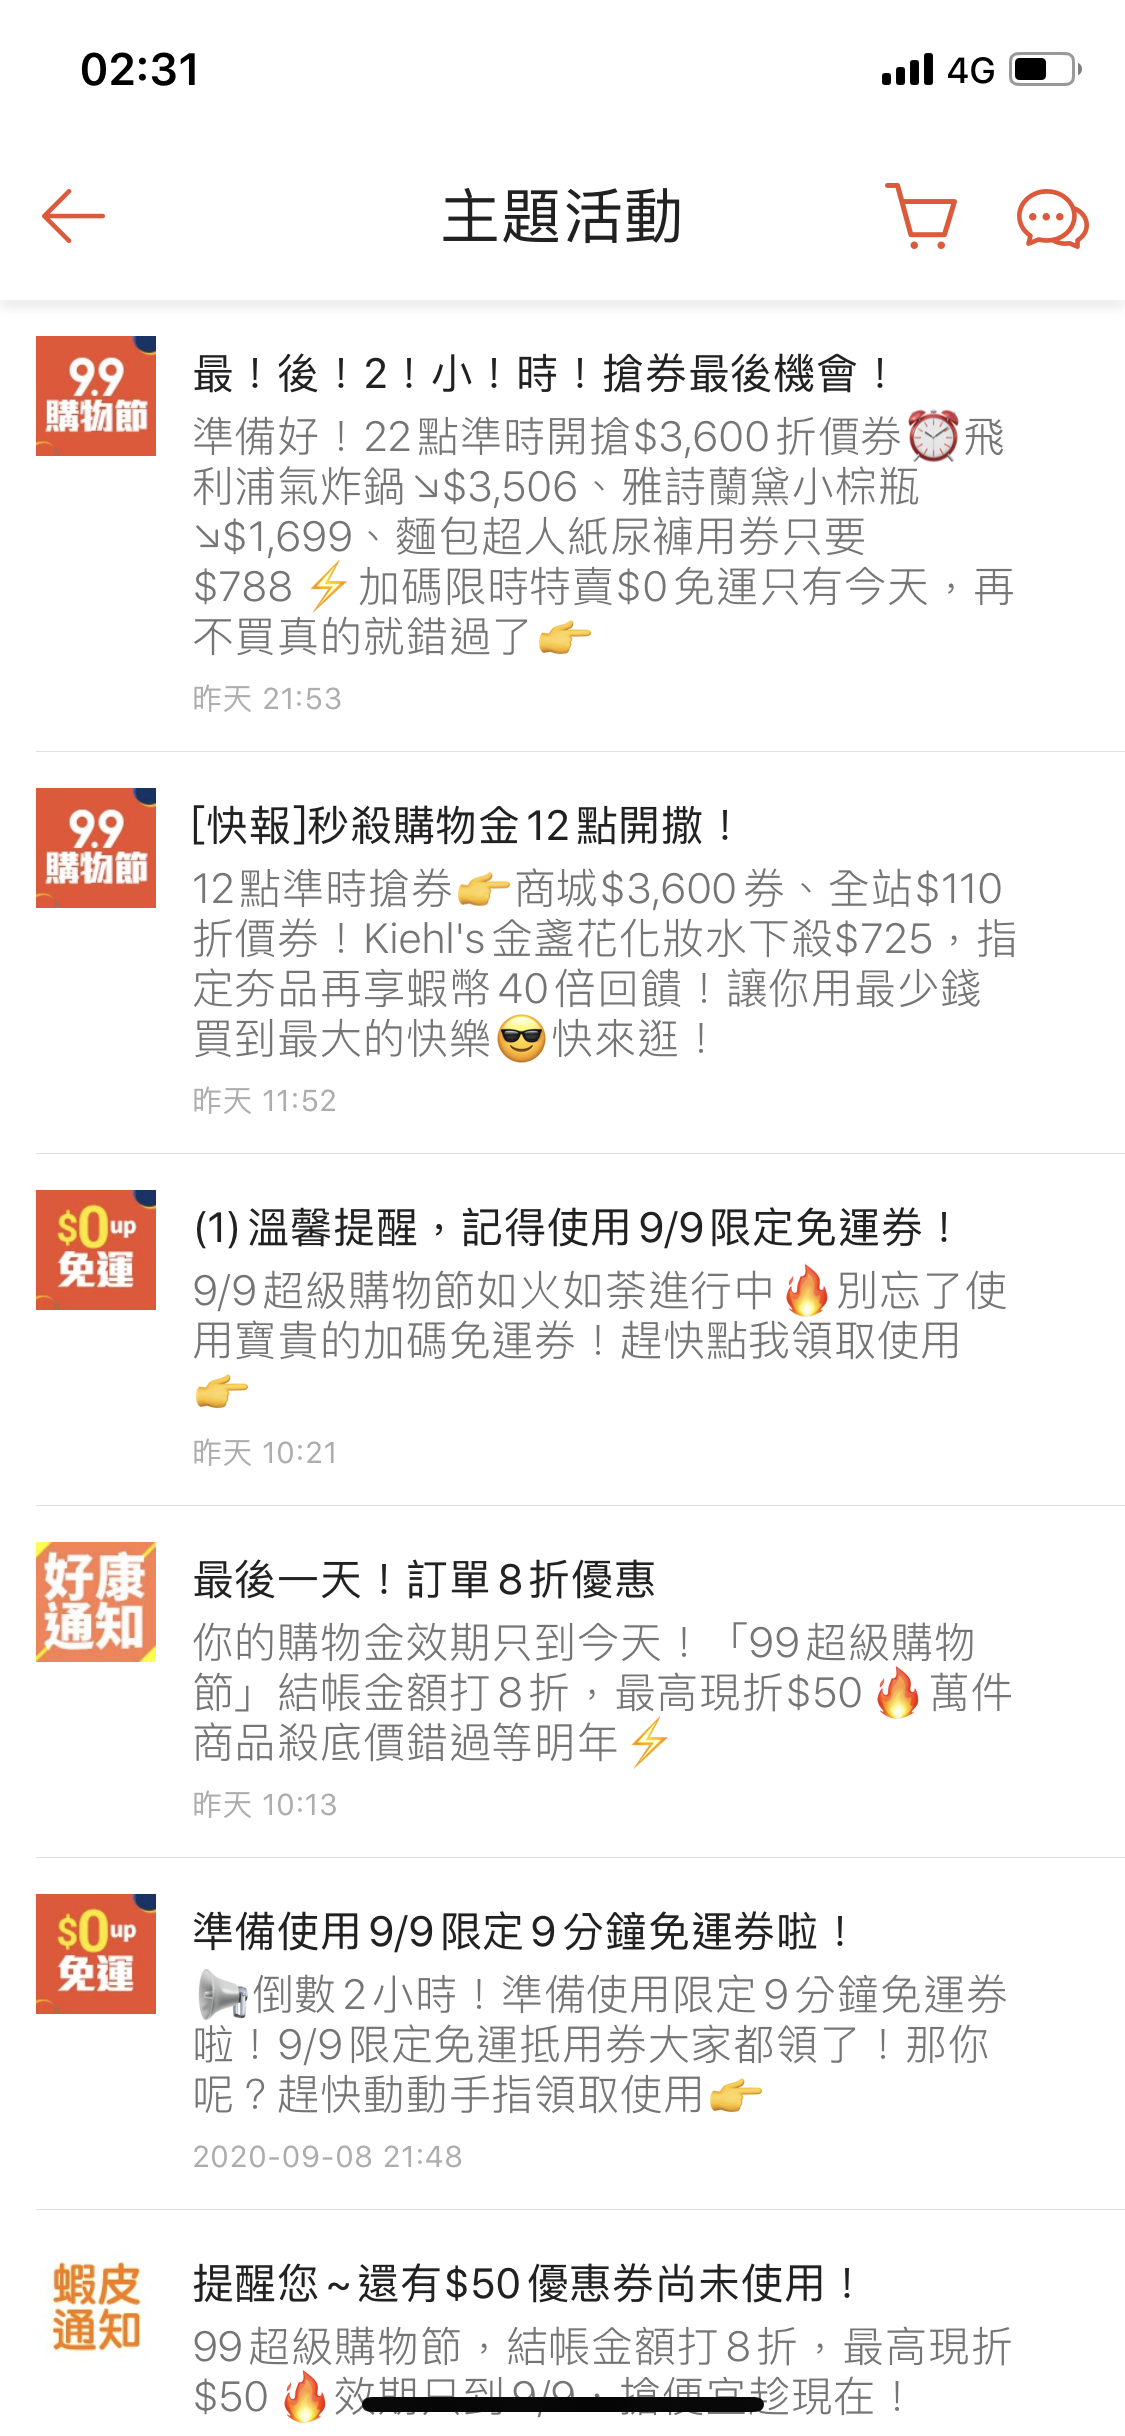 02:31
4G
主題活動
9.9
購物節
最！後！2！小！時！搶券最後機會！
準備好！22點準時開搶$3,600折價券⏰飛
利浦氣炸鍋↘$3,506、雅詩蘭黛小棕瓶
↘$1,699、麵包超人紙尿褲用券只要
$788⚡加碼限時特賣$0免運只有今天，再
不買真的就錯過了👉
昨天 21:53
9.9
購物節
[快報]秒殺購物金12點開撒！
12點準時搶券👉商城$3,600券、全站$110
折價券！Kiehl's金盞花化妝水下殺$725，指
定夯品再享蝦幣40倍回饋！讓你用最少錢
買到最大的快樂😎快來逛！
昨天 11:52
$0up
免運
(1)溫馨提醒，記得使用9/9限定免運券！
9/9超級購物節如火如荼進行中🔥別忘了使
用寶貴的加碼免運券！趕快點我領取使用
👉
昨天 10:21
好康
通知
最後一天！訂單8折優惠
你的購物金效期只到今天！「99超級購物
節」結帳金額打8折，最高現折$50🔥萬件
商品殺底價錯過等明年⚡
昨天 10:13
$0up
免運
準備使用9/9限定9分鐘免運券啦！
📢倒數2小時！準備使用限定9分鐘免運券
啦！9/9限定免運抵用券大家都領了！那你
呢？趕快動動手指領取使用👉
2020-09-08 21:48
蝦皮
通知
提醒您~還有$50優惠券尚未使用！
99超級購物節，結帳金額打8折，最高現折
$50🔥效期只到9/9，搶便宜趁現在！